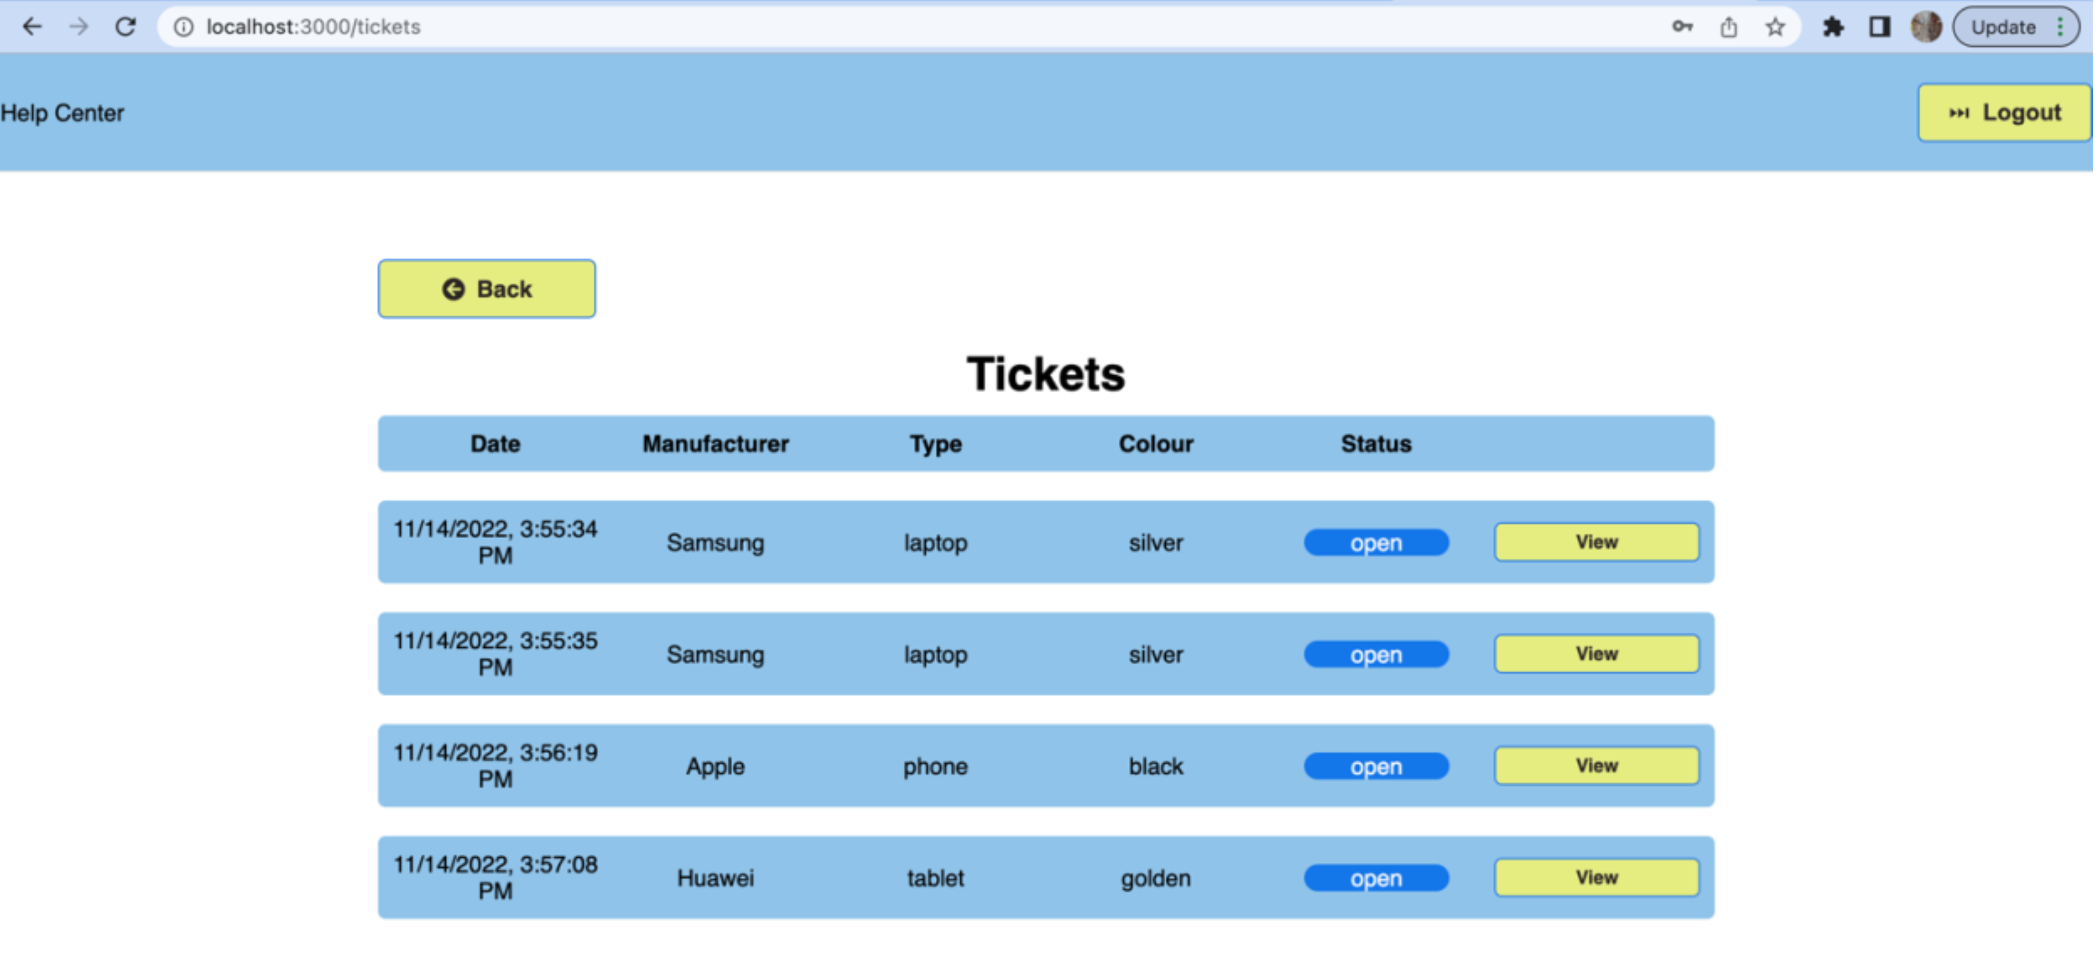 localhost:3000/tickets
Update
Help Center
Logout
Back
Tickets
Date Manufacturer Type Colour Status
11/14/2022, 3:55:34 PM Samsung laptop silver open View
11/14/2022, 3:55:35 PM Samsung laptop silver open View
11/14/2022, 3:56:19 PM Apple phone black open View
11/14/2022, 3:57:08 PM Huawei tablet golden open View